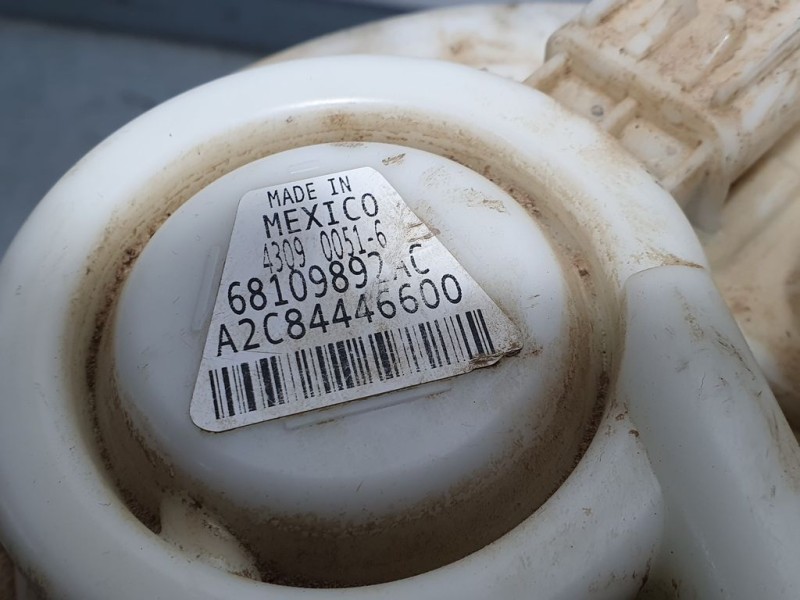 MADE IN
MEXICO
4309 0051-6
68109892AC
A2C84446600